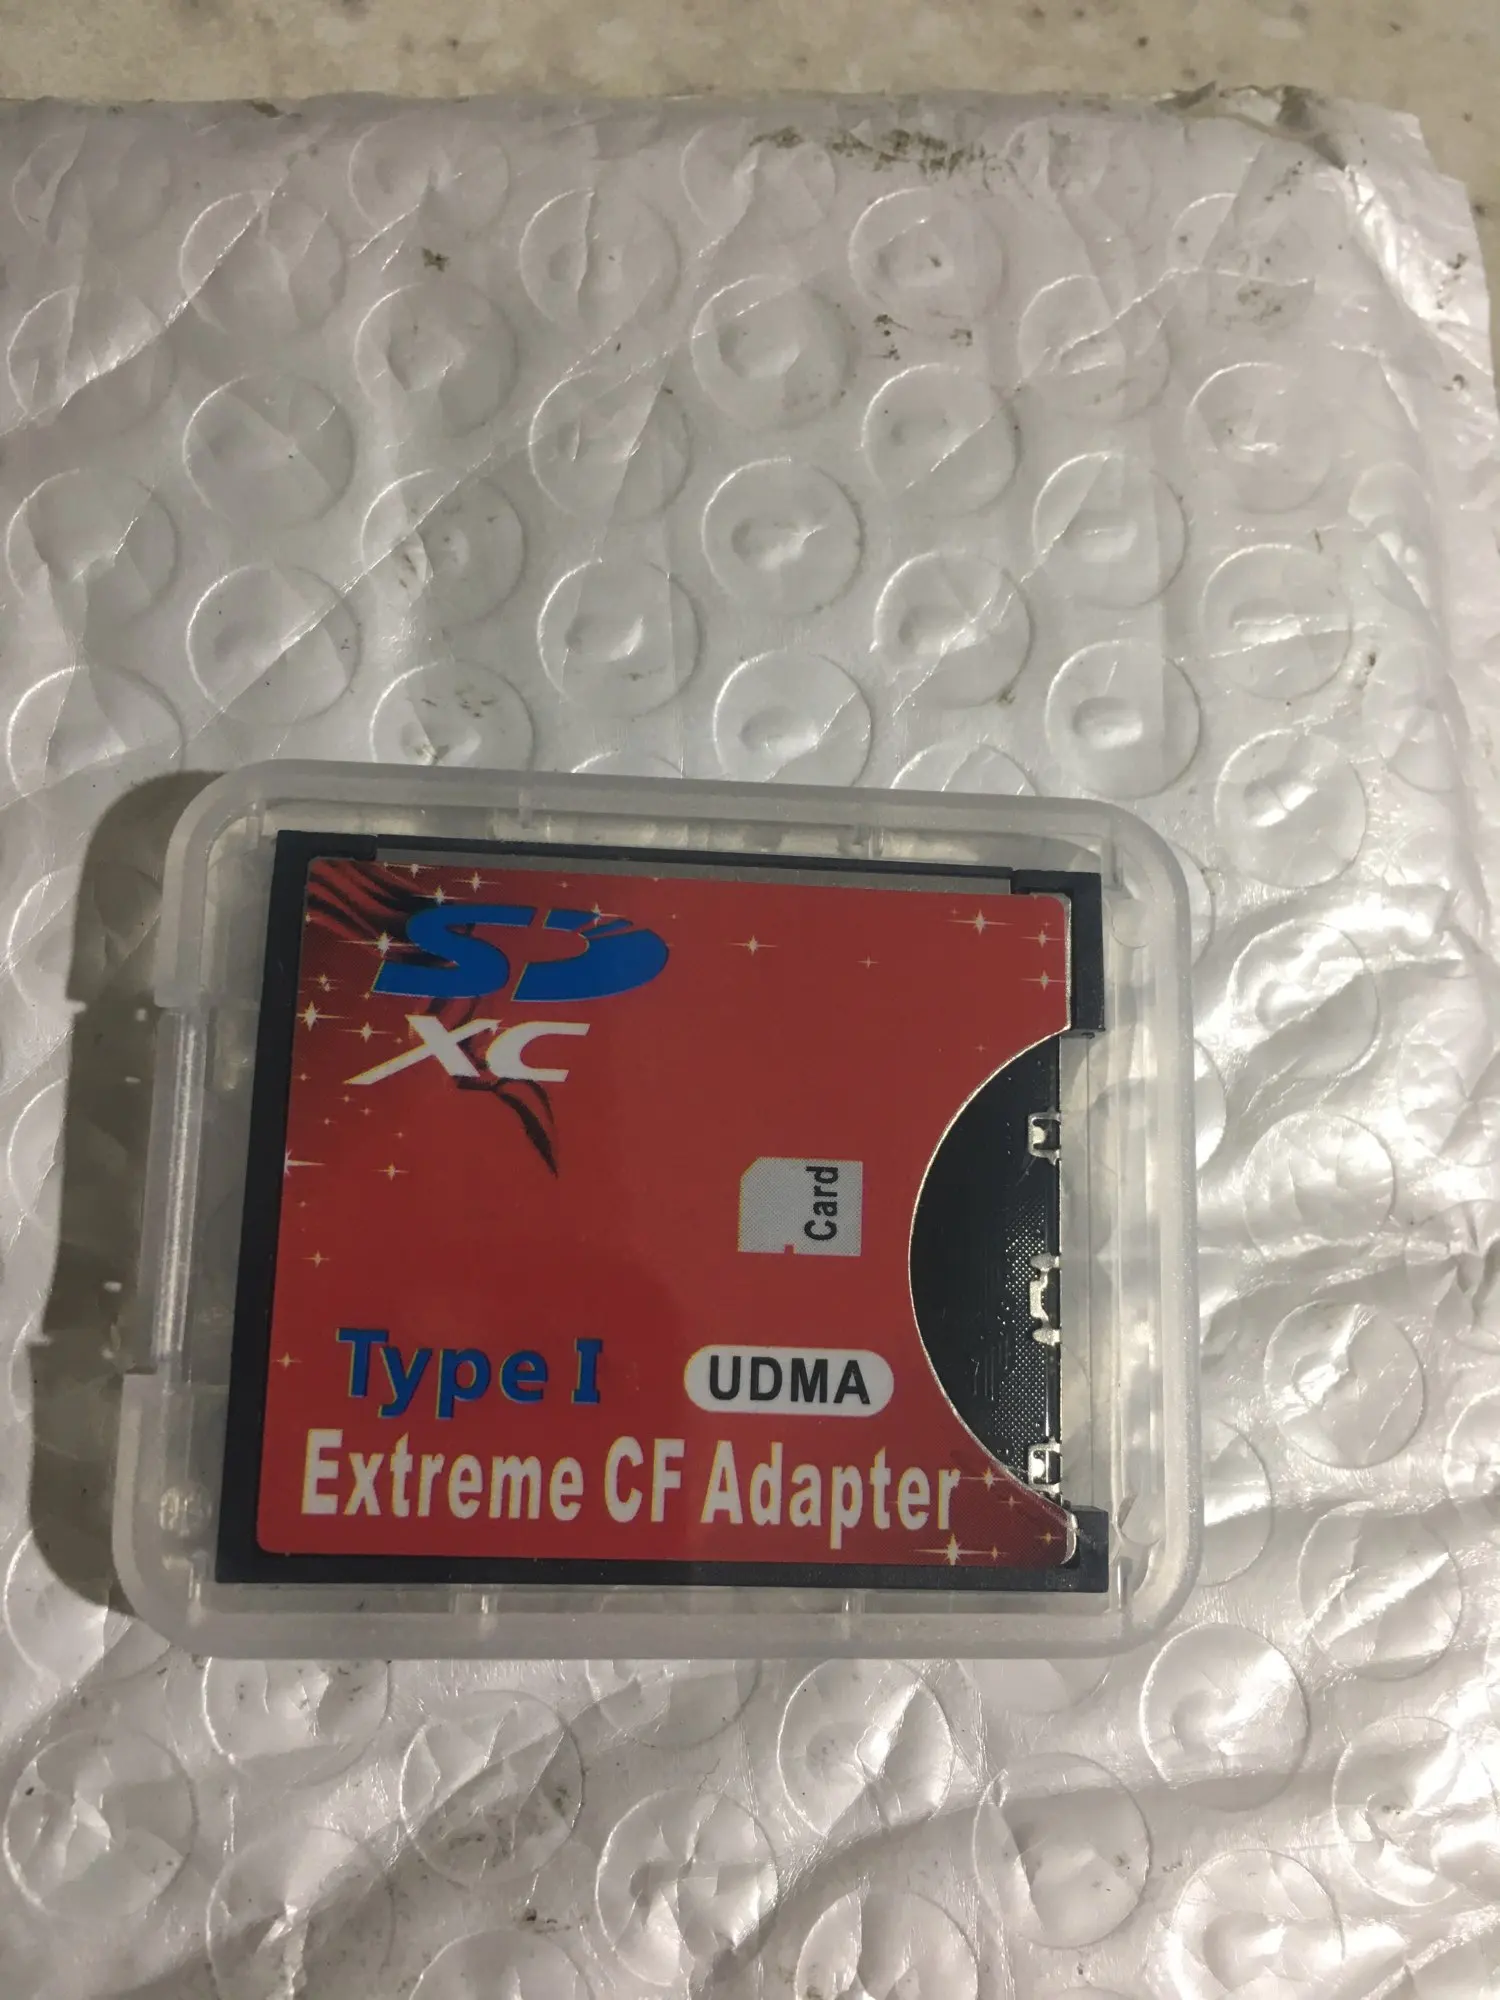 SD
XC
Card
Type I
UDMA
Extreme CF Adapter